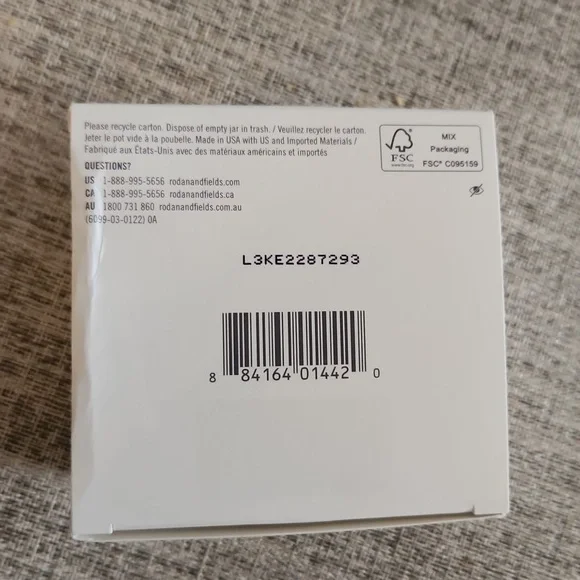 Please recycle carton. Dispose of empty jar in trash. / Veuillez recycler le carton.
Jeter le pot vide à la poubelle. Made in USA with US and Imported Materials /
Fabriqué aux États-Unis avec des matériaux américains et importés
QUESTIONS?
US 1-888-995-5656 rodanandfields.com
CA 1-888-995-5656 rodanandfields.ca
AU 1800 731 860 rodanandfields.com.au
(6099-03-0122) 0A
FSC
www.fsc.org
MIX
Packaging
FSC® C095159
L3KE2287293
8 84164 01442 0